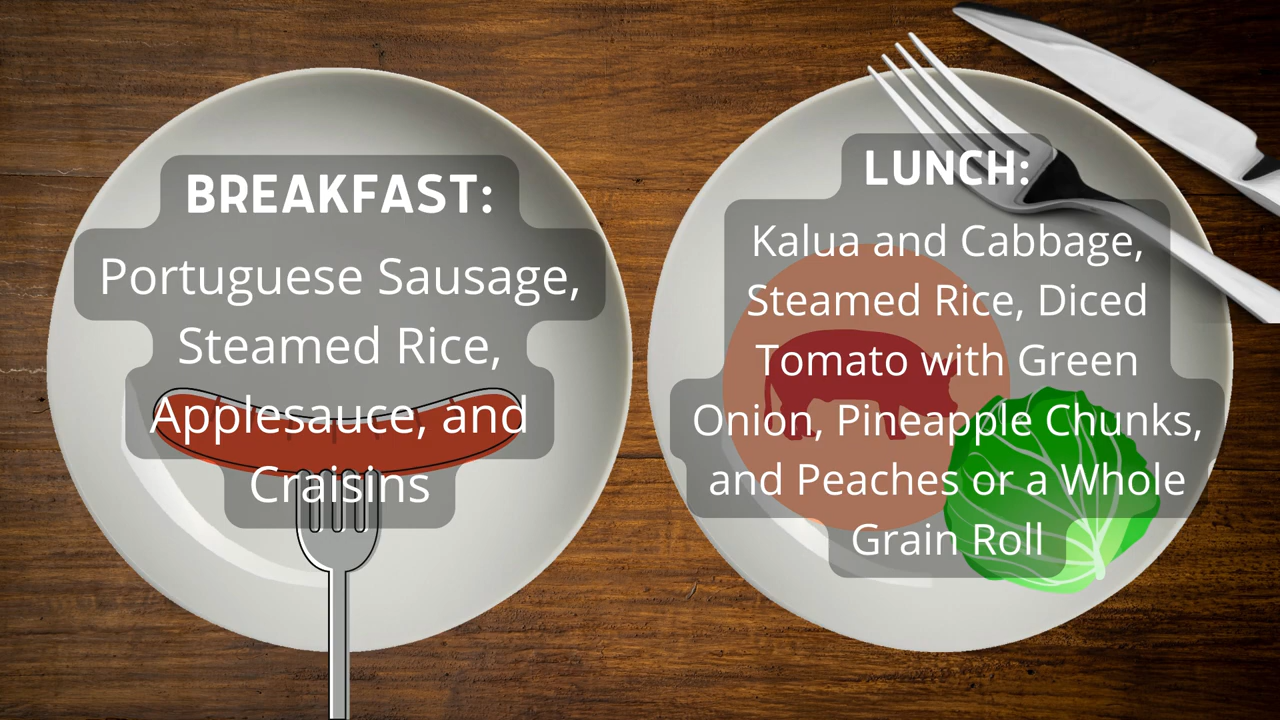 BREAKFAST:
Portuguese Sausage,
Steamed Rice,
Applesauce, and
Craisins
LUNCH:
Kalua and Cabbage,
Steamed Rice, Diced
Tomato with Green
Onion, Pineapple Chunks,
and Peaches or a Whole
Grain Roll